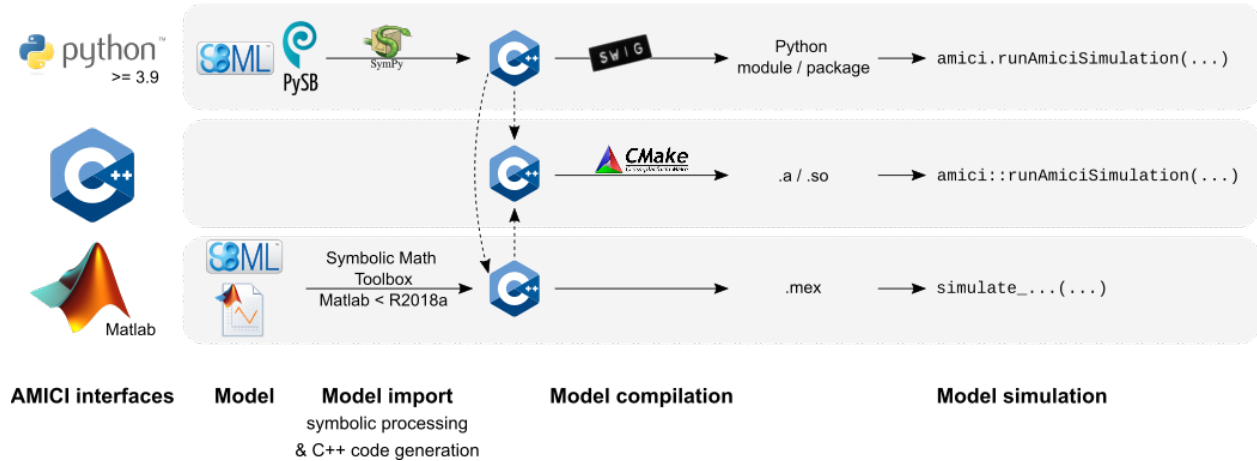 python™
>= 3.9
SBML
PySB
SymPy
C++
SWIG
Python
module / package
amici.runAmiciSimulation(...)
C++
C++
CMake
.a / .so
amici::runAmiciSimulation(...)
Matlab
SBML
Symbolic Math
Toolbox
Matlab < R2018a
C++
.mex
simulate_...(...)
AMICI interfaces
Model
Model import
symbolic processing
& C++ code generation
Model compilation
Model simulation